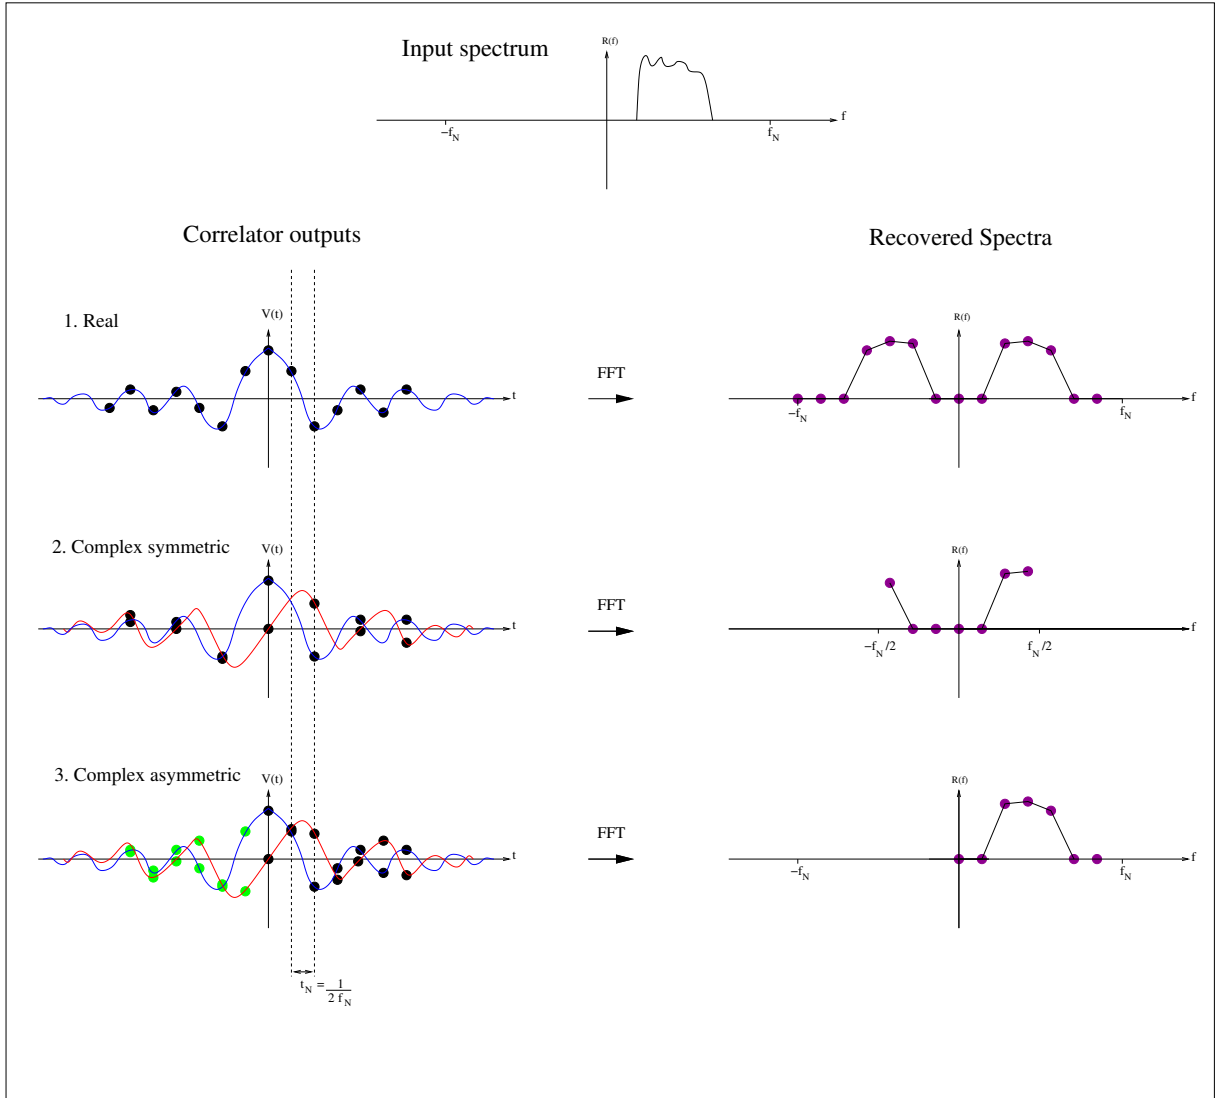 Input spectrum
R(f)
f
−f_N
f_N
Correlator outputs
Recovered Spectra
1. Real
V(t)
t
FFT
R(f)
f
−f_N
f_N
2. Complex symmetric
V(t)
t
FFT
R(f)
f
−f_N/2
f_N/2
3. Complex asymmetric
V(t)
t
FFT
R(f)
f
−f_N
f_N
t_N = 1
2 f_N